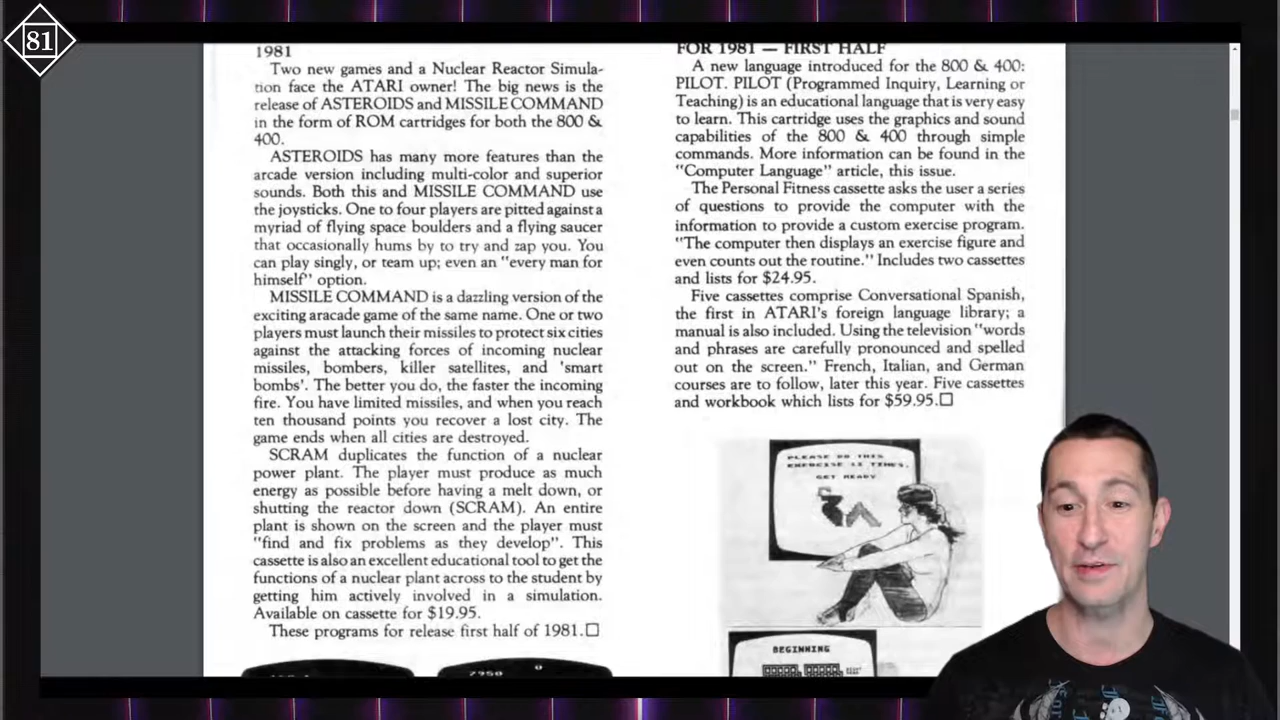 81
1981
Two new games and a Nuclear Reactor Simula-
tion face the ATARI owner! The big news is the
release of ASTEROIDS and MISSILE COMMAND
in the form of ROM cartridges for both the 800 &
400.
ASTEROIDS has many more features than the
arcade version including multi-color and superior
sounds. Both this and MISSILE COMMAND use
the joysticks. One to four players are pitted against a
myriad of flying space boulders and a flying saucer
that occasionally hums by to try and zap you. You
can play singly, or team up; even an "every man for
himself" option.
MISSILE COMMAND is a dazzling version of the
exciting aracade game of the same name. One or two
players must launch their missiles to protect six cities
against the attacking forces of incoming nuclear
missiles, bombers, killer satellites, and 'smart
bombs'. The better you do, the faster the incoming
fire. You have limited missiles, and when you reach
ten thousand points you recover a lost city. The
game ends when all cities are destroyed.
SCRAM duplicates the function of a nuclear
power plant. The player must produce as much
energy as possible before having a melt down, or
shutting the reactor down (SCRAM). An entire
plant is shown on the screen and the player must
"find and fix problems as they develop". This
cassette is also an excellent educational tool to get the
functions of a nuclear plant across to the student by
getting him actively involved in a simulation.
Available on cassette for $19.95.
These programs for release first half of 1981.□
7950 0
FOR 1981 — FIRST HALF
A new language introduced for the 800 & 400:
PILOT. PILOT (Programmed Inquiry, Learning or
Teaching) is an educational language that is very easy
to learn. This cartridge uses the graphics and sound
capabilities of the 800 & 400 through simple
commands. More information can be found in the
"Computer Language" article, this issue.
The Personal Fitness cassette asks the user a series
of questions to provide the computer with the
information to provide a custom exercise program.
"The computer then displays an exercise figure and
even counts out the routine." Includes two cassettes
and lists for $24.95.
Five cassettes comprise Conversational Spanish,
the first in ATARI's foreign language library; a
manual is also included. Using the television "words
and phrases are carefully pronounced and spelled
out on the screen." French, Italian, and German
courses are to follow, later this year. Five cassettes
and workbook which lists for $59.95.□
PLEASE DO THIS
EXERCISE 12 TIMES.
GET READY
BEGINNING